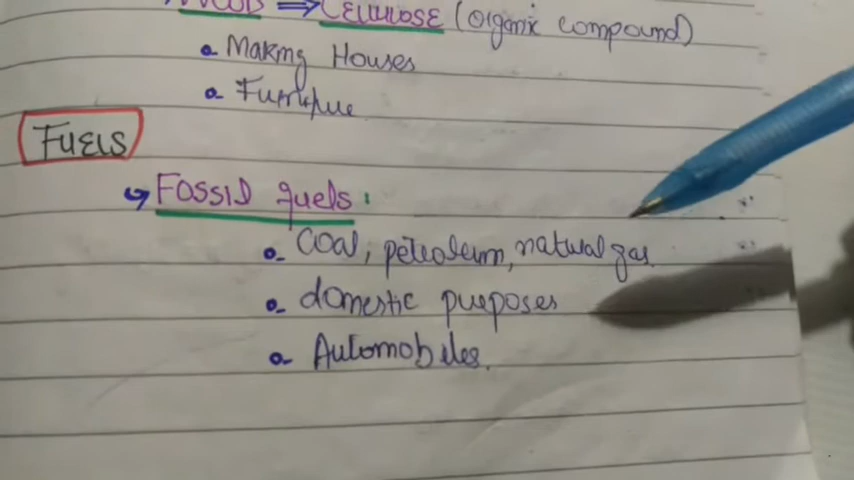 Wood ⇒ Cellulose (organic compound)
• Making Houses
• Furniture
Fuels
↪ Fossil fuels:
• Coal, petroleum, natural gas
• domestic purposes
• Automobiles.